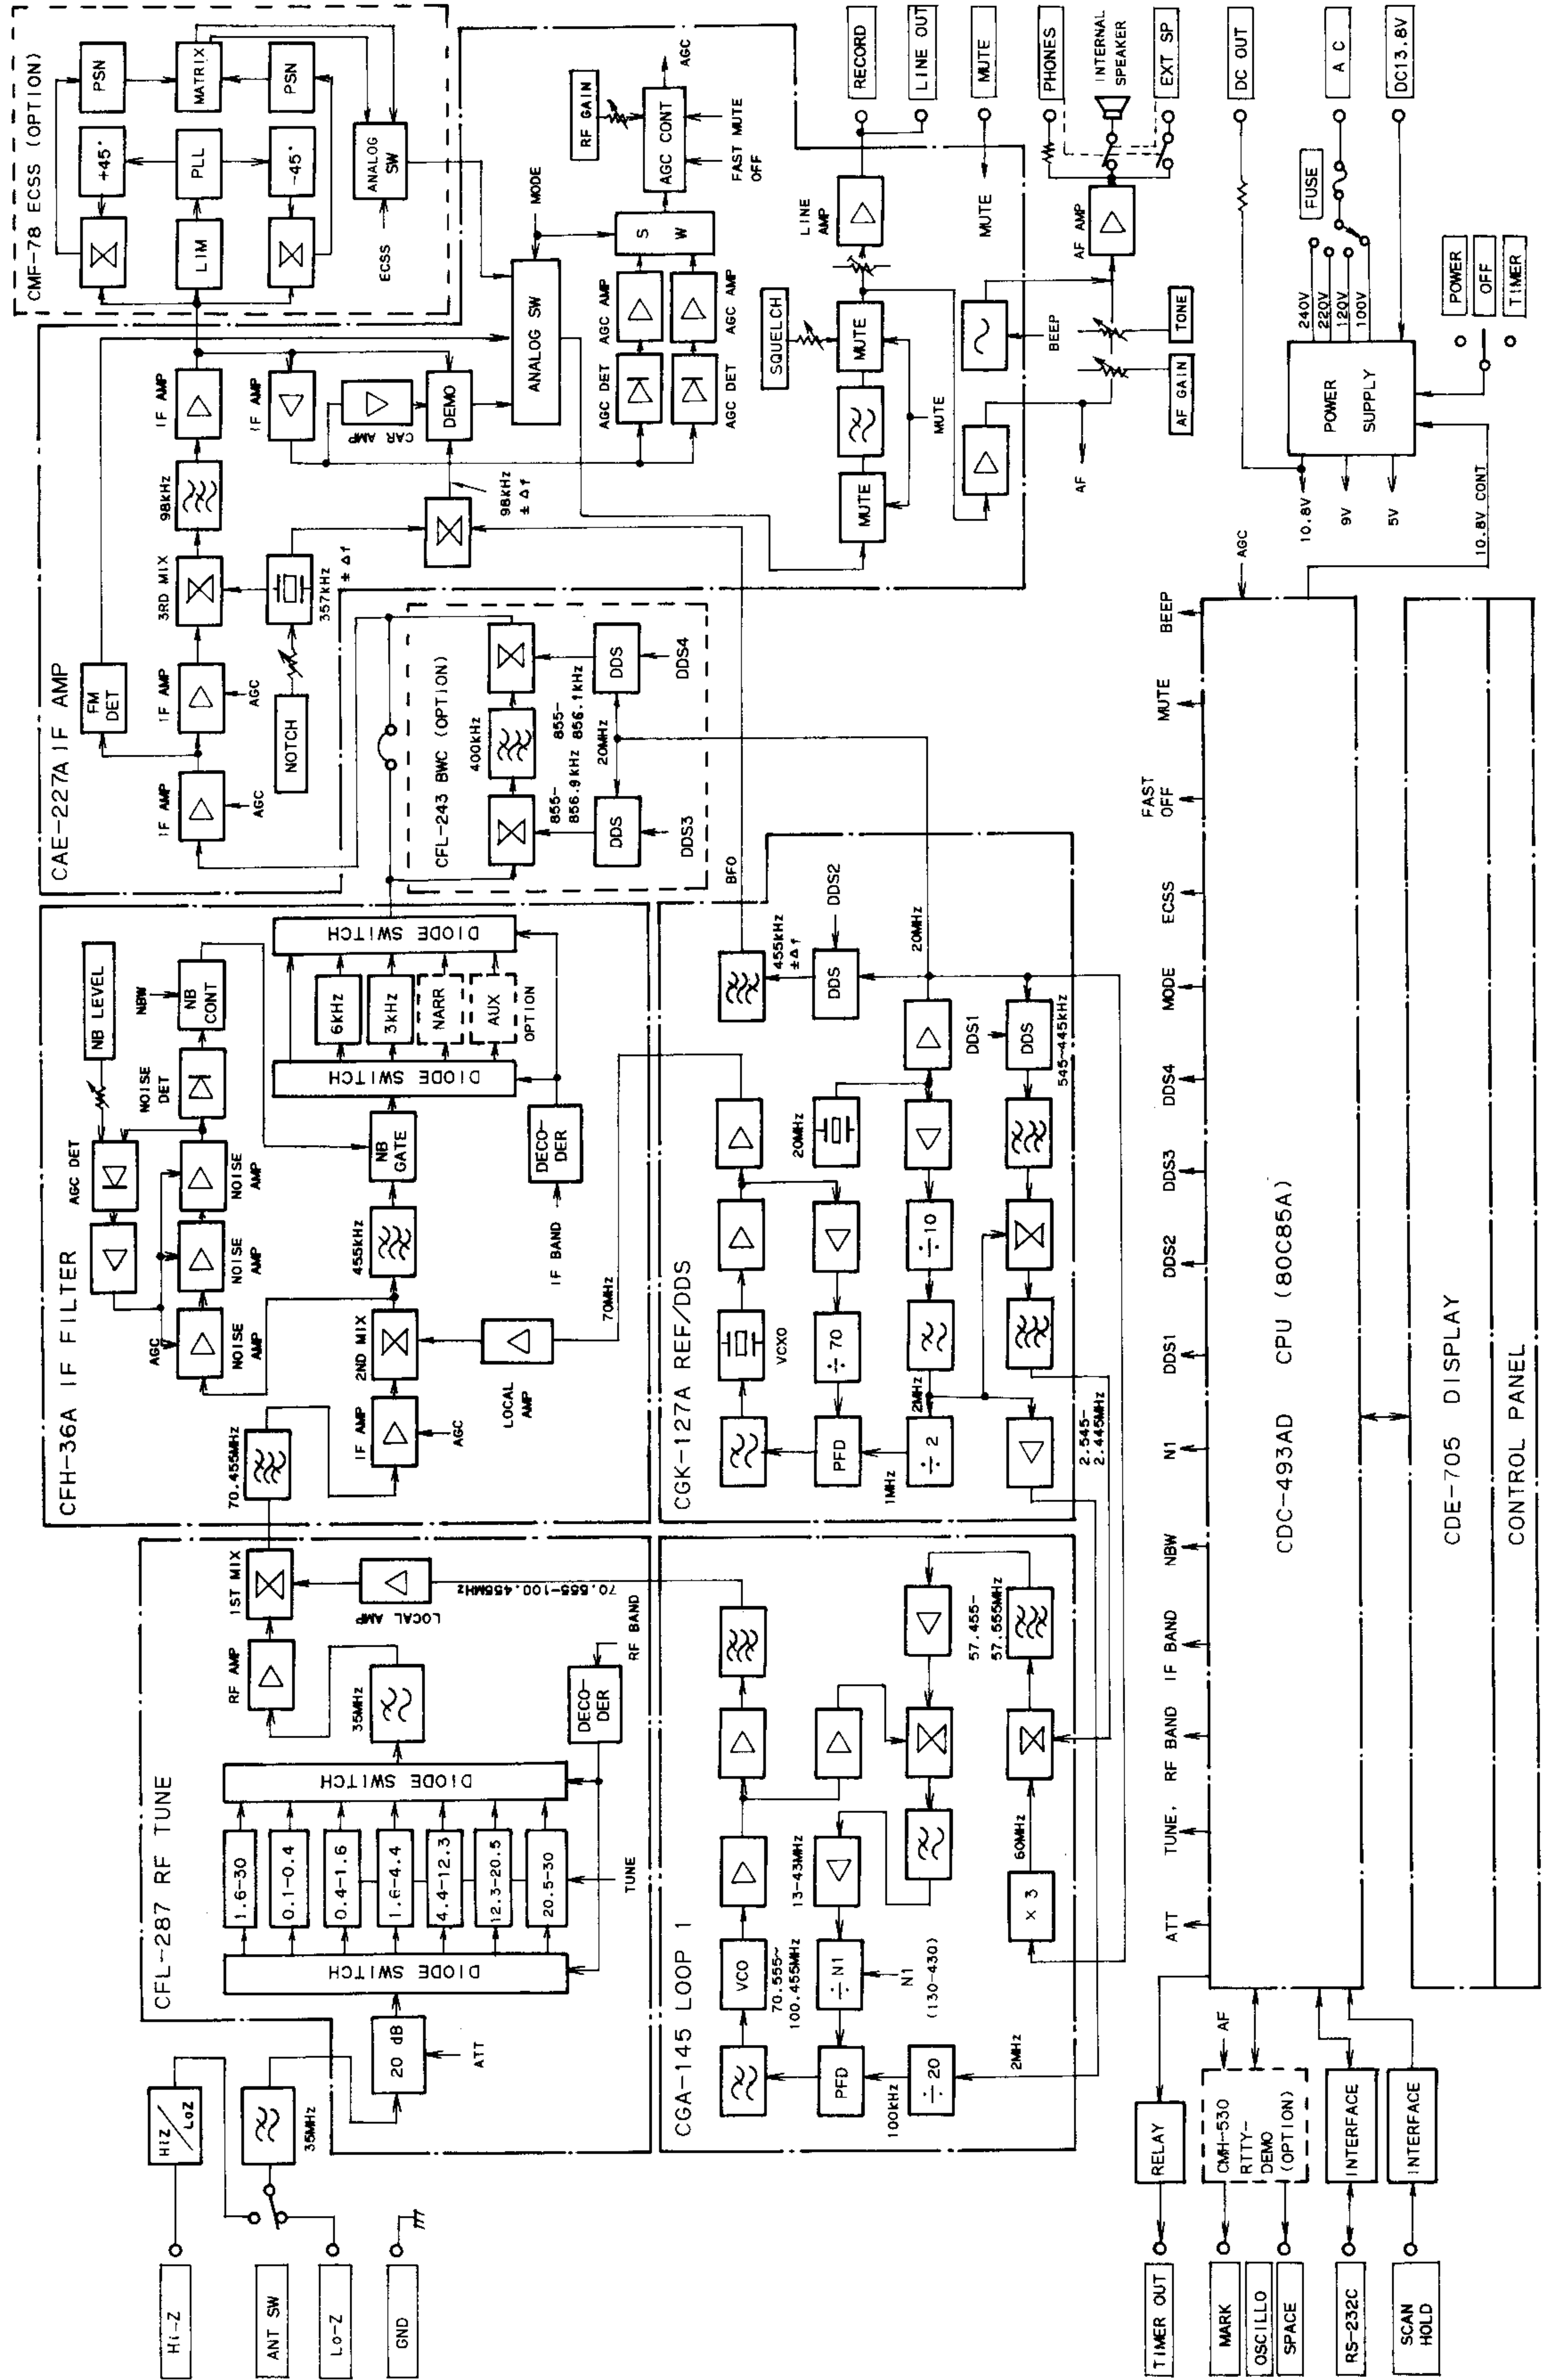 Hi-Z
ANT SW
Lo-Z
GND
HiZ
LoZ
35MHz
CFL-287 RF TUNE
20 dB
ATT
DIODE SWITCH
1.6-30
0.1-0.4
0.4-1.6
1.6-4.4
4.4-12.3
12.3-20.5
20.5-30
TUNE
DIODE SWITCH
35MHz
DECO-
DER
RF BAND
RF AMP
1ST MIX
LOCAL AMP
70.555-100.455MHz
CFH-36A IF FILTER
70.455MHz
IF AMP
AGC
2ND MIX
LOCAL
AMP
70MHz
455kHz
NB
GATE
AGC
NOISE
AMP
NOISE
AMP
NOISE
AMP
AGC DET
NOISE
DET
NB LEVEL
NBW
NB
CONT
DIODE SWITCH
6kHz
3kHz
NARR
AUX
OPTION
DIODE SWITCH
DECO-
DER
IF BAND
CAE-227A IF AMP
IF AMP
AGC
FM
DET
IF AMP
AGC
NOTCH
3RD MIX
357kHz
± Δf
98kHz
IF AMP
IF AMP
CAR AMP
DEMO
98kHz
± Δf
ANALOG SW
MODE
AGC DET
AGC AMP
AGC DET
AGC AMP
S
W
AGC CONT
RF GAIN
AGC
FAST MUTE
OFF
CMF-78 ECSS (OPTION)
LIM
PLL
+45°
-45°
PSN
MATRIX
PSN
ANALOG
SW
ECSS
CFL-243 BWC (OPTION)
400kHz
855-
856.9kHz
855-
856.1kHz
20MHz
DDS
DDS
DDS3
DDS4
BFO
MUTE
MUTE
MUTE
SQUELCH
LINE
AMP
RECORD
LINE OUT
MUTE
MUTE
BEEP
AF
AF GAIN
TONE
AF AMP
PHONES
INTERNAL
SPEAKER
EXT SP
CGA-145 LOOP 1
VCO
70.555~
100.455MHz
PFD
÷N1
N1
(130-430)
100kHz
÷20
2MHz
13-43MHz
×3
60MHz
57.455-
57.555MHz
CGK-127A REF/DDS
VCXO
PFD
÷70
1MHz
÷2
2MHz
÷10
20MHz
2.545-
2.445MHz
DDS1
DDS
545~445kHz
DDS
DDS2
455kHz
±Δf
20MHz
TIMER OUT
RELAY
MARK
OSCILLO
SPACE
CMH-530
RTTY-
DEMO
(OPTION)
AF
RS-232C
INTERFACE
SCAN
HOLD
INTERFACE
ATT
TUNE, RF BAND
IF BAND
NBW
N1
DDS1
DDS2
DDS3
DDS4
MODE
ECSS
FAST
OFF
MUTE
BEEP
AGC
CDC-493AD CPU (80C85A)
CDE-705 DISPLAY
CONTROL PANEL
10.8V CONT
10.8V
9V
5V
POWER
SUPPLY
240V
220V
120V
100V
FUSE
DC OUT
AC
DC13.8V
POWER
OFF
TIMER